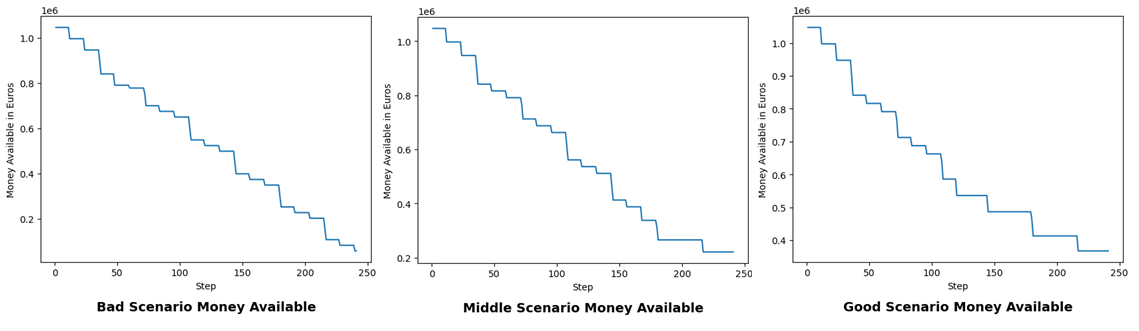 1e6
1.0
0.8
0.6
0.4
0.2
Money Available in Euros
0 50 100 150 200 250
Step
Bad Scenario Money Available
1e6
1.0
0.8
0.6
0.4
0.2
Money Available in Euros
0 50 100 150 200 250
Step
Middle Scenario Money Available
1e6
1.0
0.9
0.8
0.7
0.6
0.5
0.4
Money Available in Euros
0 50 100 150 200 250
Step
Good Scenario Money Available